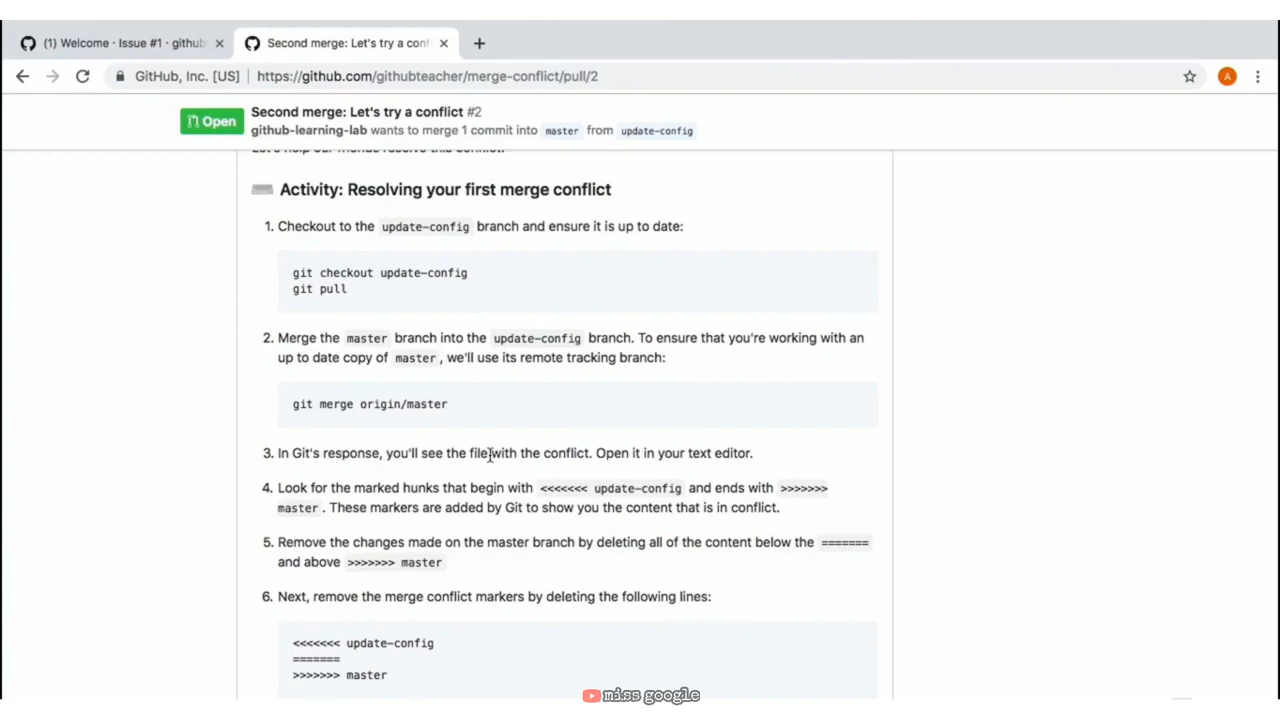 (1) Welcome · Issue #1 · github
Second merge: Let's try a conf
GitHub, Inc. [US]
https://github.com/githubteacher/merge-conflict/pull/2
A
Open
Second merge: Let's try a conflict #2
github-learning-lab wants to merge 1 commit into master from update-config
Let's help our friends resolve this conflict.
Activity: Resolving your first merge conflict
1. Checkout to the update-config branch and ensure it is up to date:
git checkout update-config
git pull
2. Merge the master branch into the update-config branch. To ensure that you're working with an
up to date copy of master, we'll use its remote tracking branch:
git merge origin/master
3. In Git's response, you'll see the file with the conflict. Open it in your text editor.
4. Look for the marked hunks that begin with <<<<<<< update-config and ends with >>>>>>>
master. These markers are added by Git to show you the content that is in conflict.
5. Remove the changes made on the master branch by deleting all of the content below the =======
and above >>>>>>> master
6. Next, remove the merge conflict markers by deleting the following lines:
<<<<<<< update-config
=======
>>>>>>> master
miss google